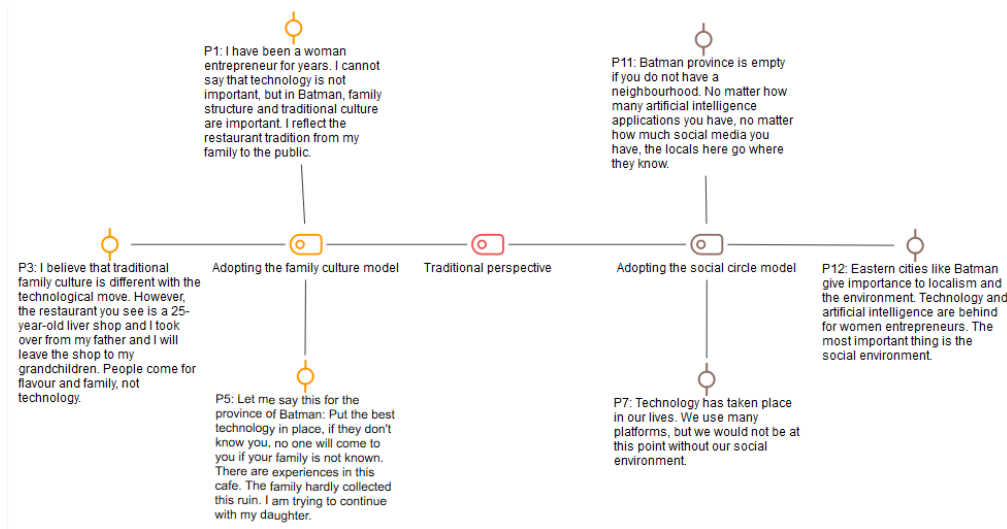 P1: I have been a woman
entrepreneur for years. I cannot
say that technology is not
important, but in Batman, family
structure and traditional culture
are important. I reflect the
restaurant tradition from my
family to the public.
P11: Batman province is empty
if you do not have a
neighbourhood. No matter how
many artificial intelligence
applications you have, no matter
how much social media you
have, the locals here go where
they know.
P3: I believe that traditional
family culture is different with the
technological move. However,
the restaurant you see is a 25-
year-old liver shop and I took
over from my father and I will
leave the shop to my
grandchildren. People come for
flavour and family, not
technology.
Adopting the family culture model
Traditional perspective
Adopting the social circle model
P12: Eastern cities like Batman
give importance to localism and
the environment. Technology and
artificial intelligence are behind
for women entrepreneurs. The
most important thing is the
social environment.
P5: Let me say this for the
province of Batman: Put the best
technology in place, if they don't
know you, no one will come to
you if your family is not known.
There are experiences in this
cafe. The family hardly collected
this ruin. I am trying to continue
with my daughter.
P7: Technology has taken place
in our lives. We use many
platforms, but we would not be at
this point without our social
environment.